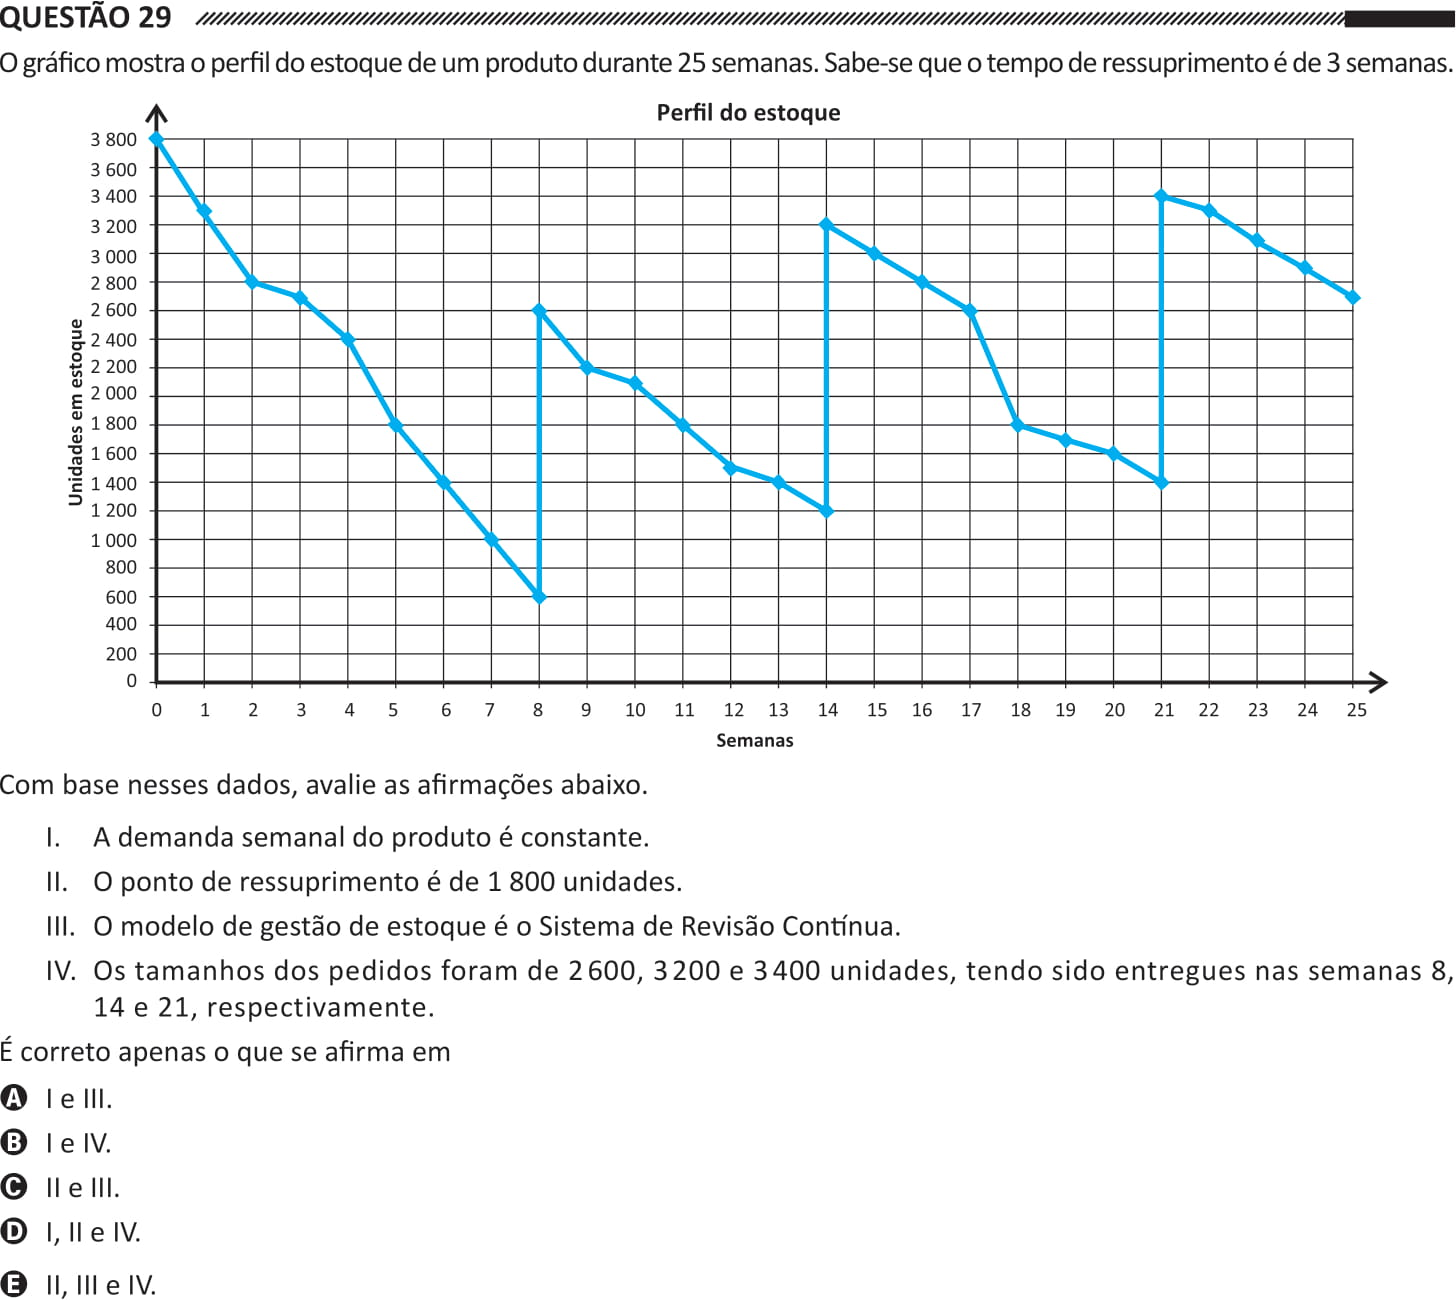 QUESTÃO 29
O gráfico mostra o perfil do estoque de um produto durante 25 semanas. Sabe-se que o tempo de ressuprimento é de 3 semanas.
Perfil do estoque
Unidades em estoque
3 800
3 600
3 400
3 200
3 000
2 800
2 600
2 400
2 200
2 000
1 800
1 600
1 400
1 200
1 000
800
600
400
200
0
0 1 2 3 4 5 6 7 8 9 10 11 12 13 14 15 16 17 18 19 20 21 22 23 24 25
Semanas
Com base nesses dados, avalie as afirmações abaixo.
I. A demanda semanal do produto é constante.
II. O ponto de ressuprimento é de 1 800 unidades.
III. O modelo de gestão de estoque é o Sistema de Revisão Contínua.
IV. Os tamanhos dos pedidos foram de 2 600, 3 200 e 3 400 unidades, tendo sido entregues nas semanas 8,
14 e 21, respectivamente.
É correto apenas o que se afirma em
A I e III.
B I e IV.
C II e III.
D I, II e IV.
E II, III e IV.